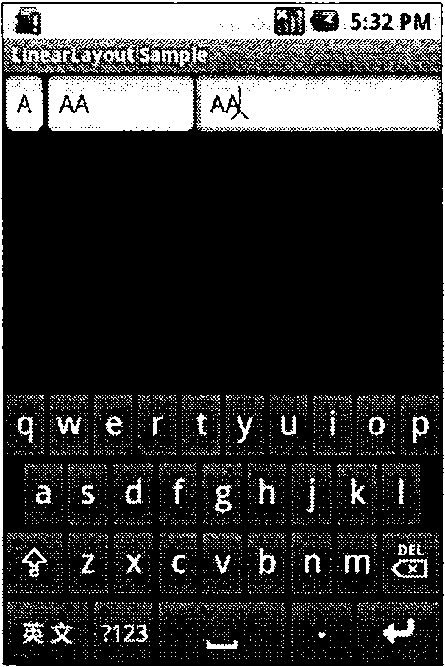 5:32 PM
LinearLayout Sample
A AA AA
q w e r t y u i o p
a s d f g h j k l
z x c v b n m DEL
英文 ?123 .